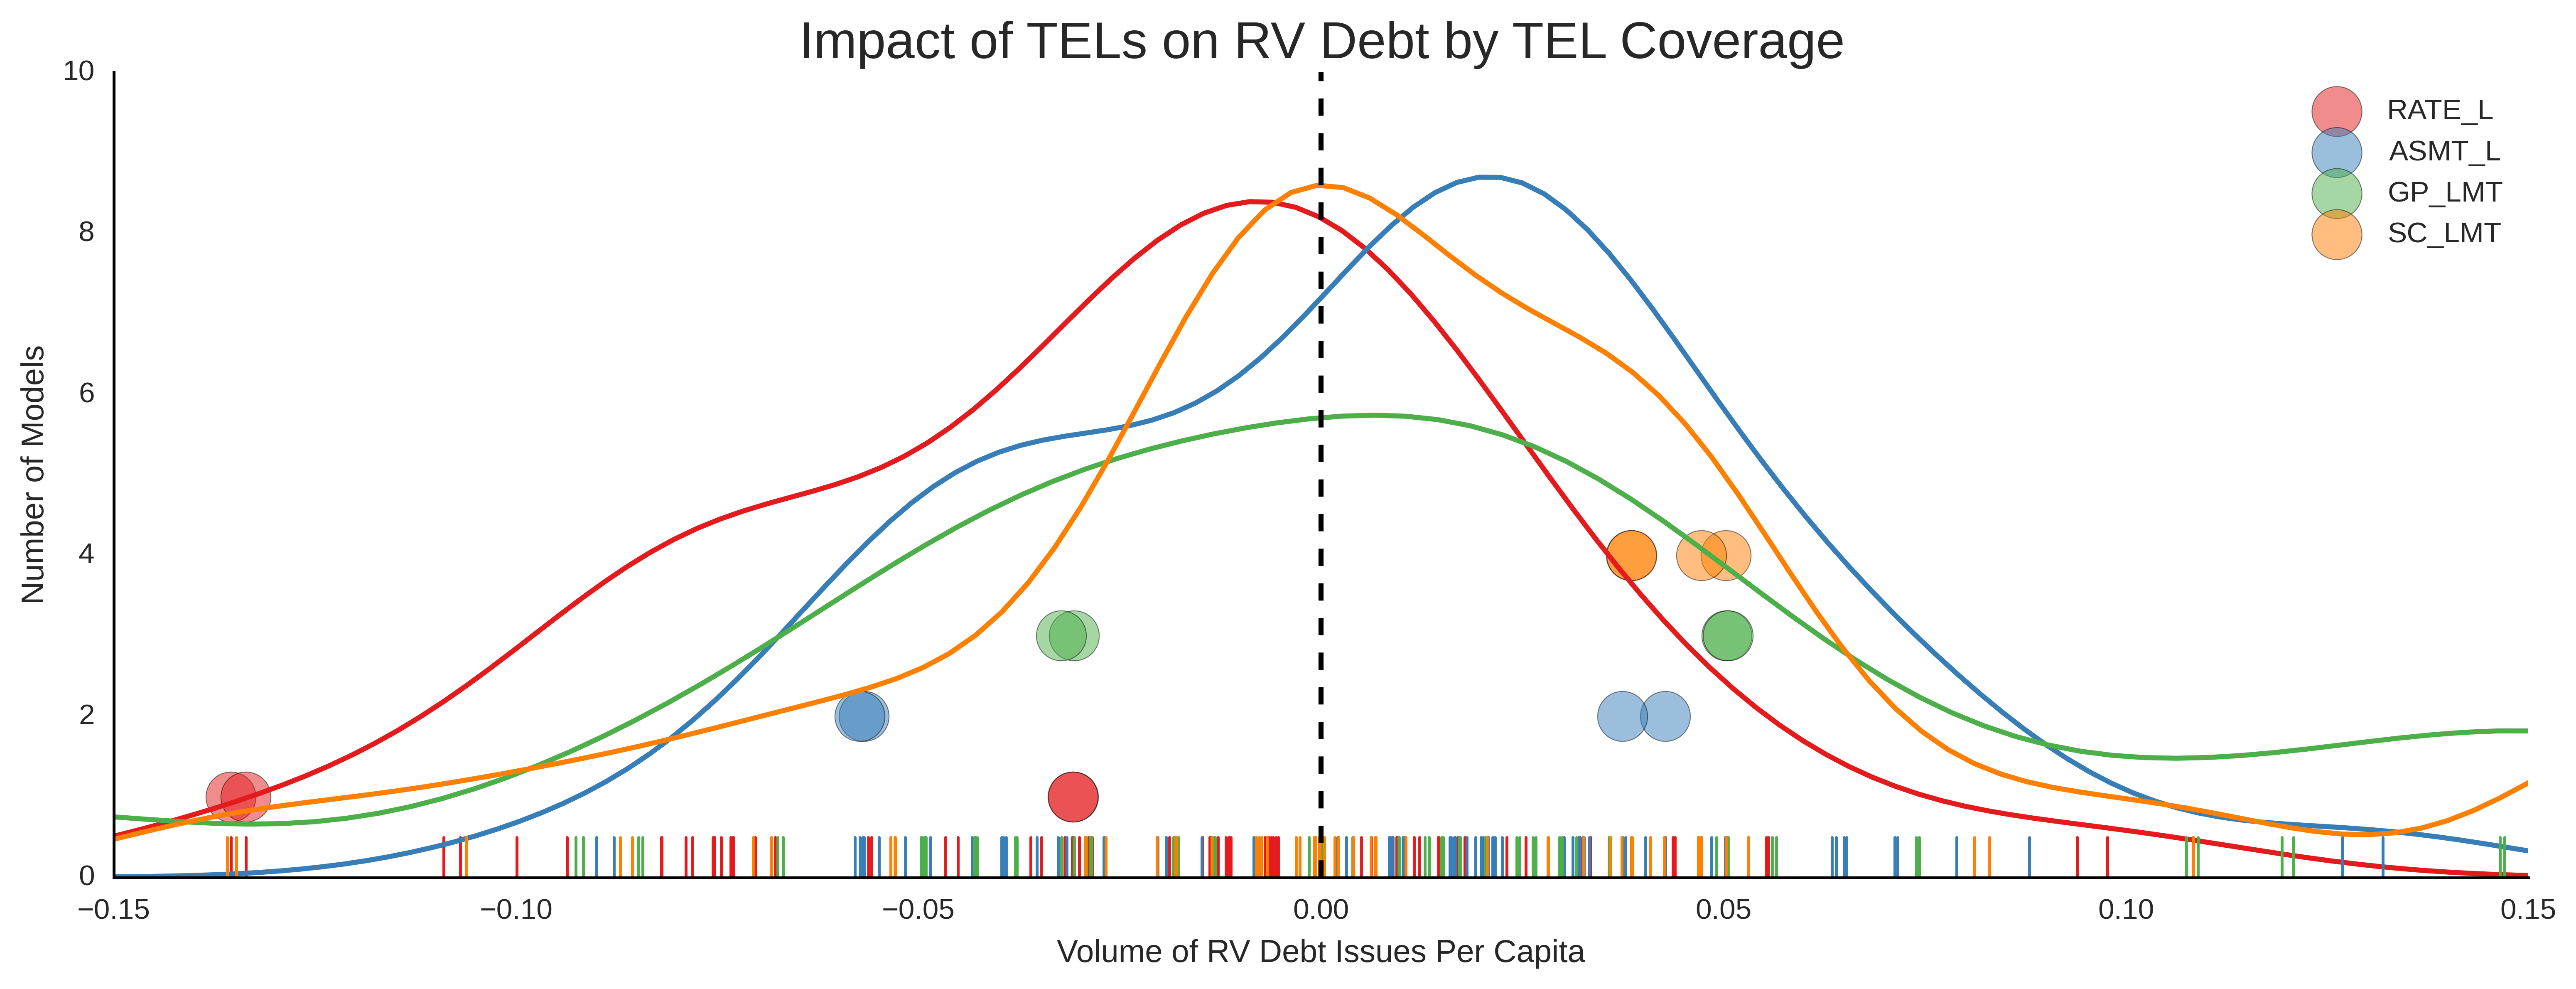 Impact of TELs on RV Debt by TEL Coverage
RATE_L
ASMT_L
GP_LMT
SC_LMT
Number of Models
10
8
6
4
2
0
−0.15 −0.10 −0.05 0.00 0.05 0.10 0.15
Volume of RV Debt Issues Per Capita